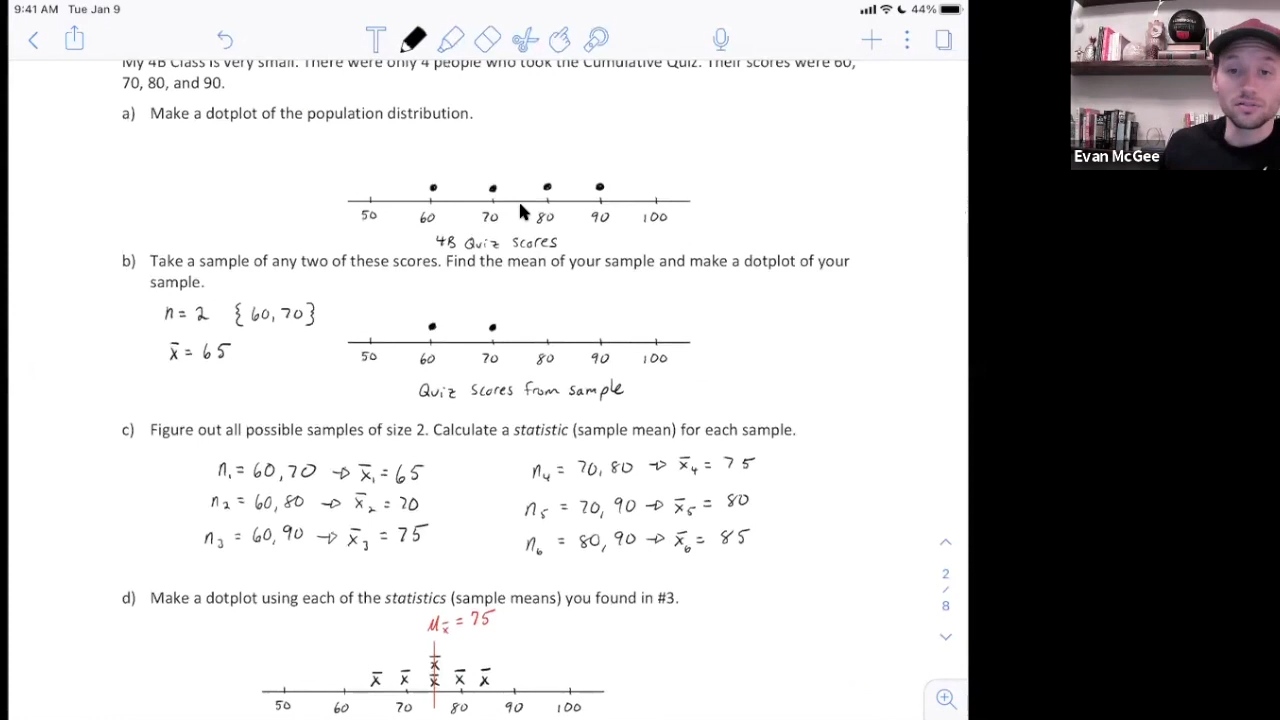 9:41 AM Tue Jan 9
44%
My 4B Class is very small. There were only 4 people who took the Cumulative Quiz. Their scores were 60,
70, 80, and 90.
Evan McGee
a) Make a dotplot of the population distribution.
50 60 70 80 90 100
4B Quiz Scores
b) Take a sample of any two of these scores. Find the mean of your sample and make a dotplot of your
sample.
n = 2 {60, 70}
x̄ = 65
50 60 70 80 90 100
Quiz Scores from sample
c) Figure out all possible samples of size 2. Calculate a statistic (sample mean) for each sample.
n₁ = 60, 70 → x̄₁ = 65
n₂ = 60, 80 → x̄₂ = 70
n₃ = 60, 90 → x̄₃ = 75
n₄ = 70, 80 → x̄₄ = 75
n₅ = 70, 90 → x̄₅ = 80
n₆ = 80, 90 → x̄₆ = 85
2
/
8
d) Make a dotplot using each of the statistics (sample means) you found in #3.
μx̄ = 75
x̄
x̄ x̄ x̄ x̄ x̄
50 60 70 80 90 100